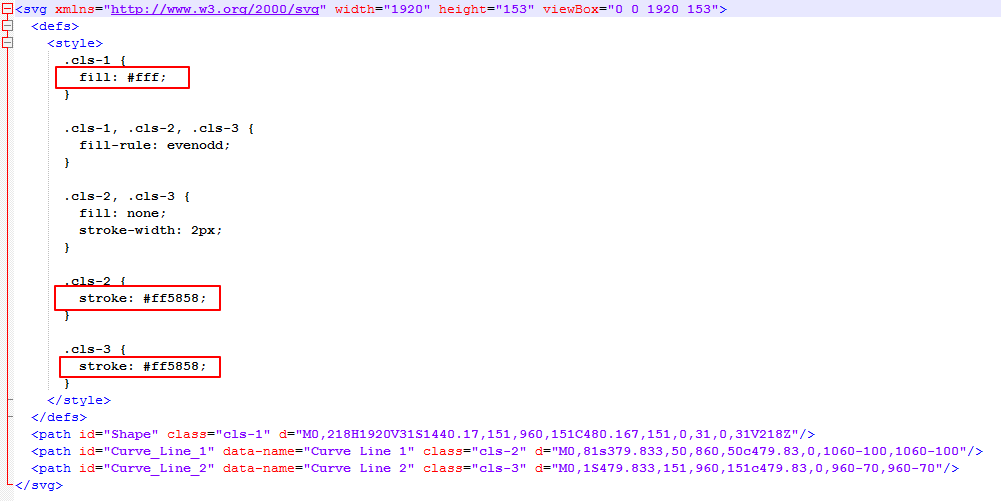 <svg xmlns="http://www.w3.org/2000/svg" width="1920" height="153" viewBox="0 0 1920 153">
<defs>
<style>
.cls-1 {
fill: #fff;
}
.cls-1, .cls-2, .cls-3 {
fill-rule: evenodd;
}
.cls-2, .cls-3 {
fill: none;
stroke-width: 2px;
}
.cls-2 {
stroke: #ff5858;
}
.cls-3 {
stroke: #ff5858;
}
</style>
</defs>
<path id="Shape" class="cls-1" d="M0,218H1920V31S1440.17,151,960,151C480.167,151,0,31,0,31V218Z"/>
<path id="Curve_Line_1" data-name="Curve Line 1" class="cls-2" d="M0,81s379.833,50,860,50c479.83,0,1060-100,1060-100"/>
<path id="Curve_Line_2" data-name="Curve Line 2" class="cls-3" d="M0,1S479.833,151,960,151c479.83,0,960-70,960-70"/>
</svg>